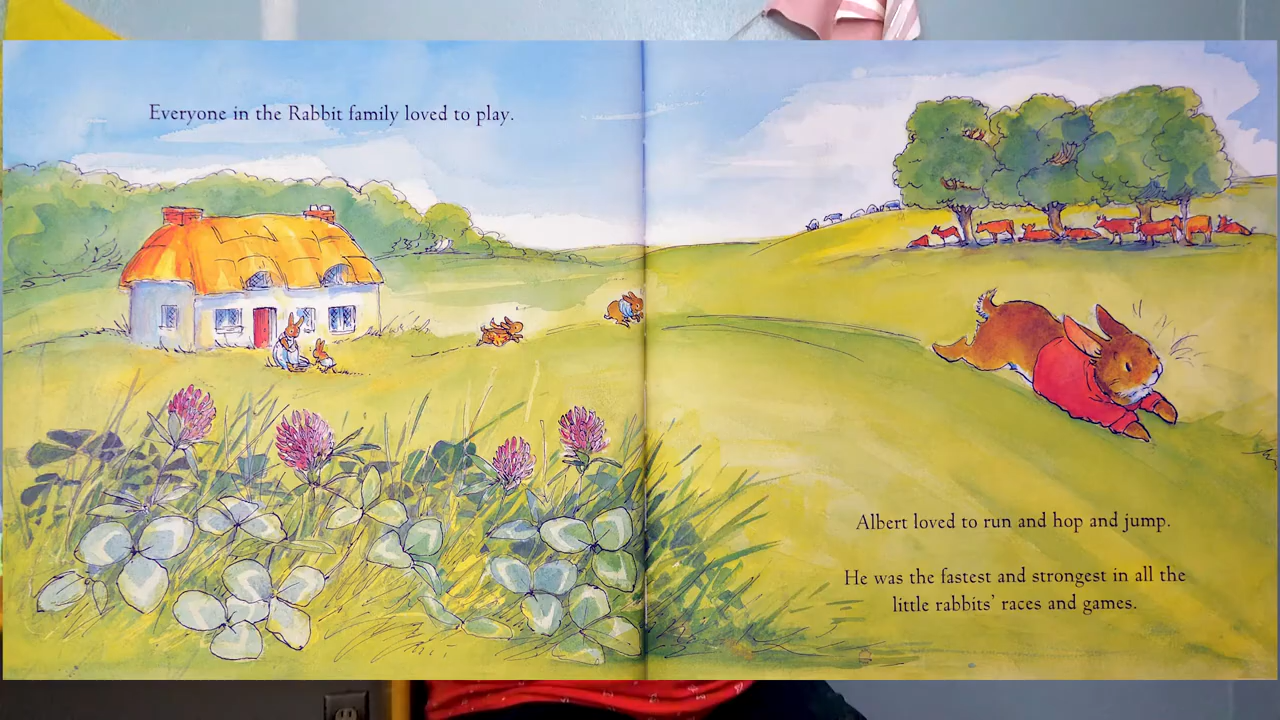 Everyone in the Rabbit family loved to play.
Albert loved to run and hop and jump.
He was the fastest and strongest in all the
little rabbits’ races and games.